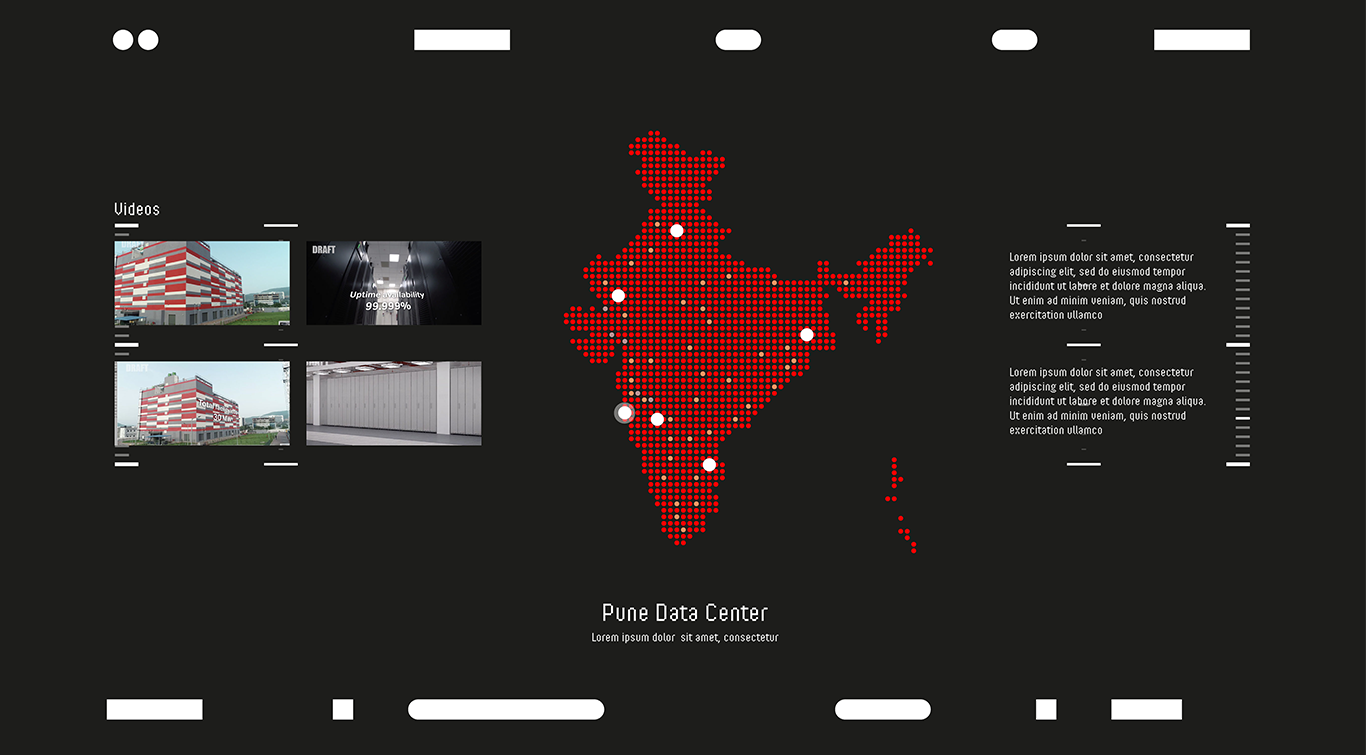 Videos
DRAFT
Uptime availability
99.999%
DRAFT
Lorem ipsum dolor sit amet, consectetur
adipiscing elit, sed do eiusmod tempor
incididunt ut labore et dolore magna aliqua.
Ut enim ad minim veniam, quis nostrud
exercitation ullamco
Lorem ipsum dolor sit amet, consectetur
adipiscing elit, sed do eiusmod tempor
incididunt ut labore et dolore magna aliqua.
Ut enim ad minim veniam, quis nostrud
exercitation ullamco
Pune Data Center
Lorem ipsum dolor sit amet, consectetur